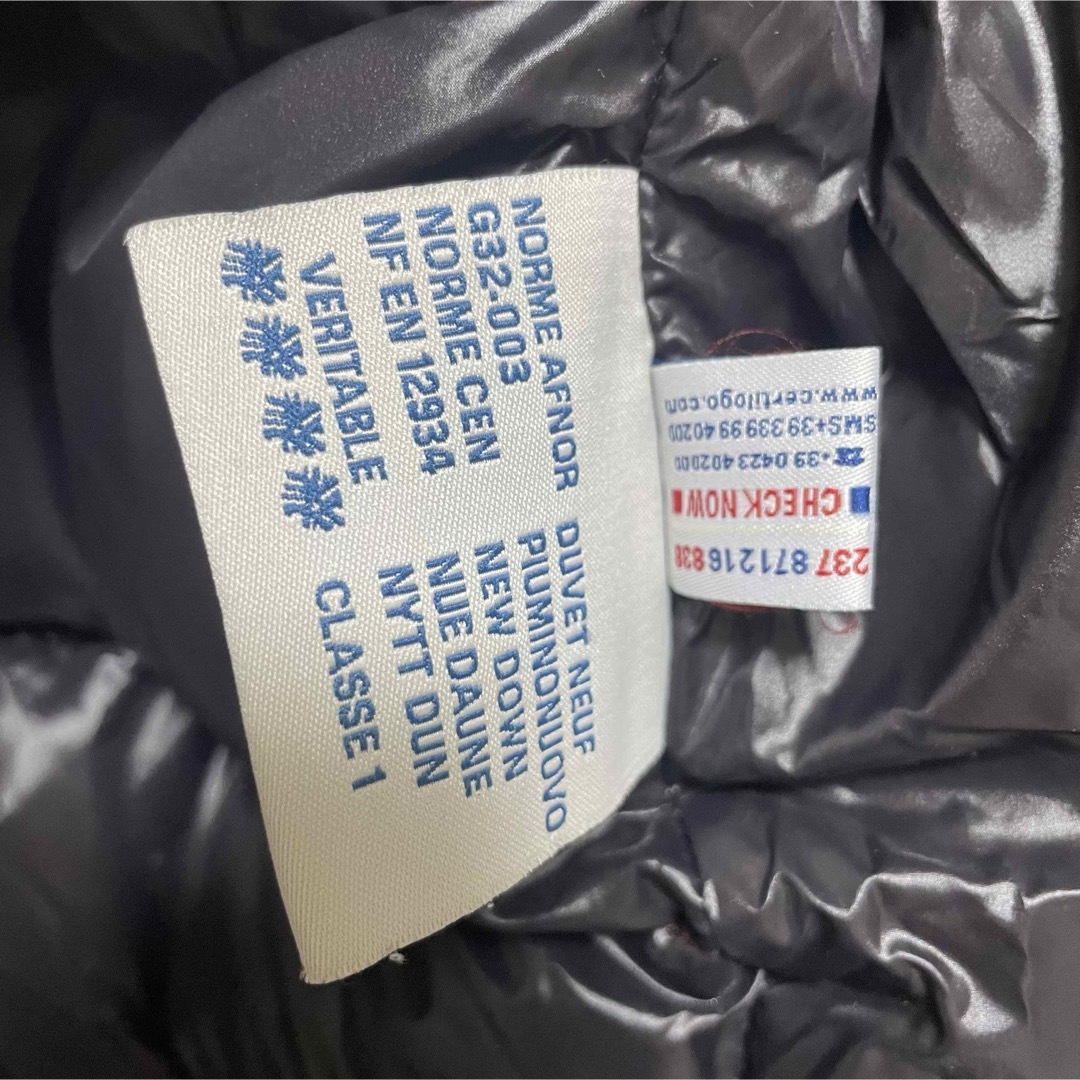 NORME AFNOR
G32-003
NORME CEN
NF EN 12934
VERITABLE
DUVET NEUF
PIUMINONUOVO
NEW DOWN
NUE DAUNE
NYTT DUN
CLASSE 1
237 871216 838
CHECK NOW
+39 0423 402000
SMS+39 339 99 40200
www.certilogo.com